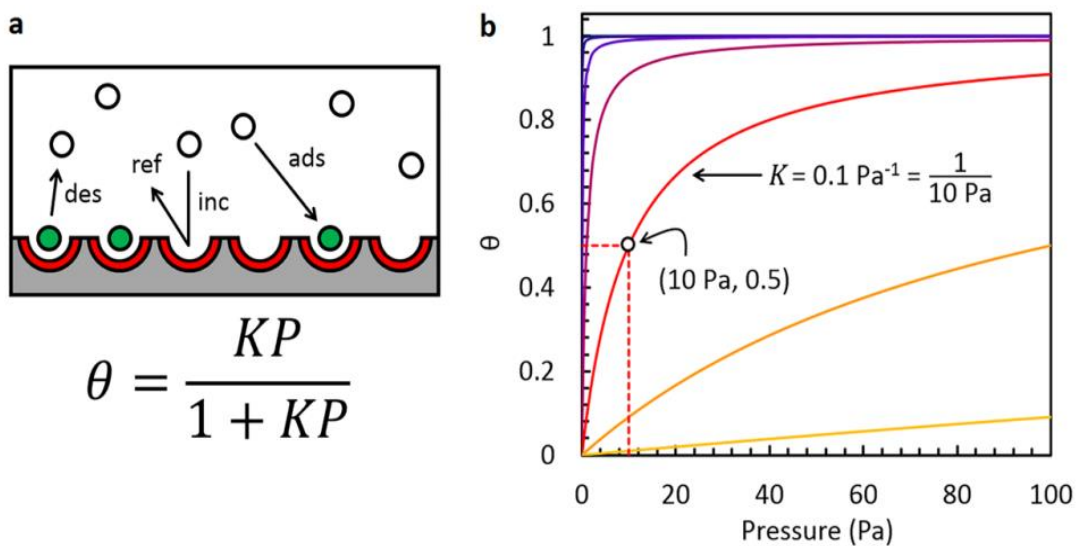 a
ref
ads
des
inc
θ = KP / 1 + KP
b
1
0.8
0.6
0.4
0.2
0
θ
K = 0.1 Pa⁻¹ = 1 / 10 Pa
(10 Pa, 0.5)
0 20 40 60 80 100
Pressure (Pa)